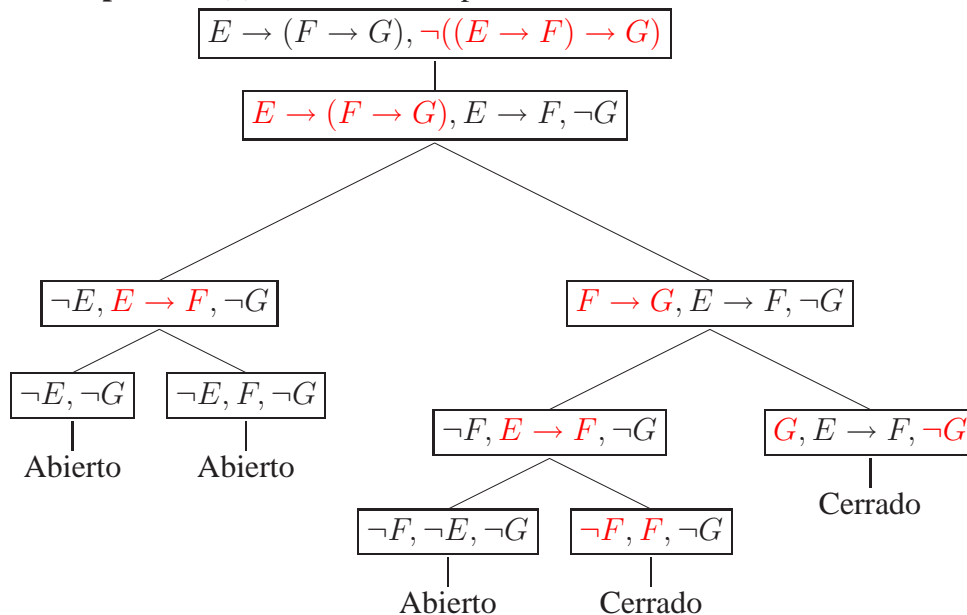 E → (F → G), ¬((E → F) → G)
E → (F → G), E → F, ¬G
¬E, E → F, ¬G
F → G, E → F, ¬G
¬E, ¬G
¬E, F, ¬G
¬F, E → F, ¬G
G, E → F, ¬G
Abierto
Abierto
Cerrado
¬F, ¬E, ¬G
¬F, F, ¬G
Abierto
Cerrado